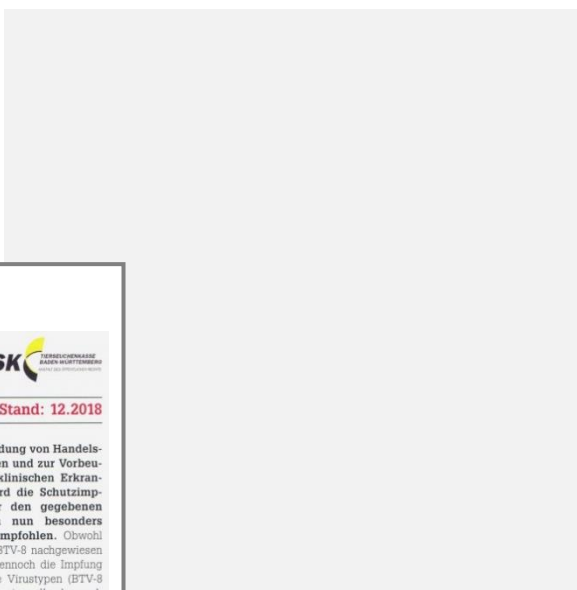 SK
TIERSEUCHENKASSE
BADEN-WÜRTTEMBERG
Stand: 12.2018
dung von Handels-
en und zur Vorbeu-
klinischen Erkran-
rd die Schutzimp-
r den gegebenen
nun besonders
mpfohlen. Obwohl
BTV-8 nachgewiesen
ennoch die Impfung
e Virustypen (BTV-8